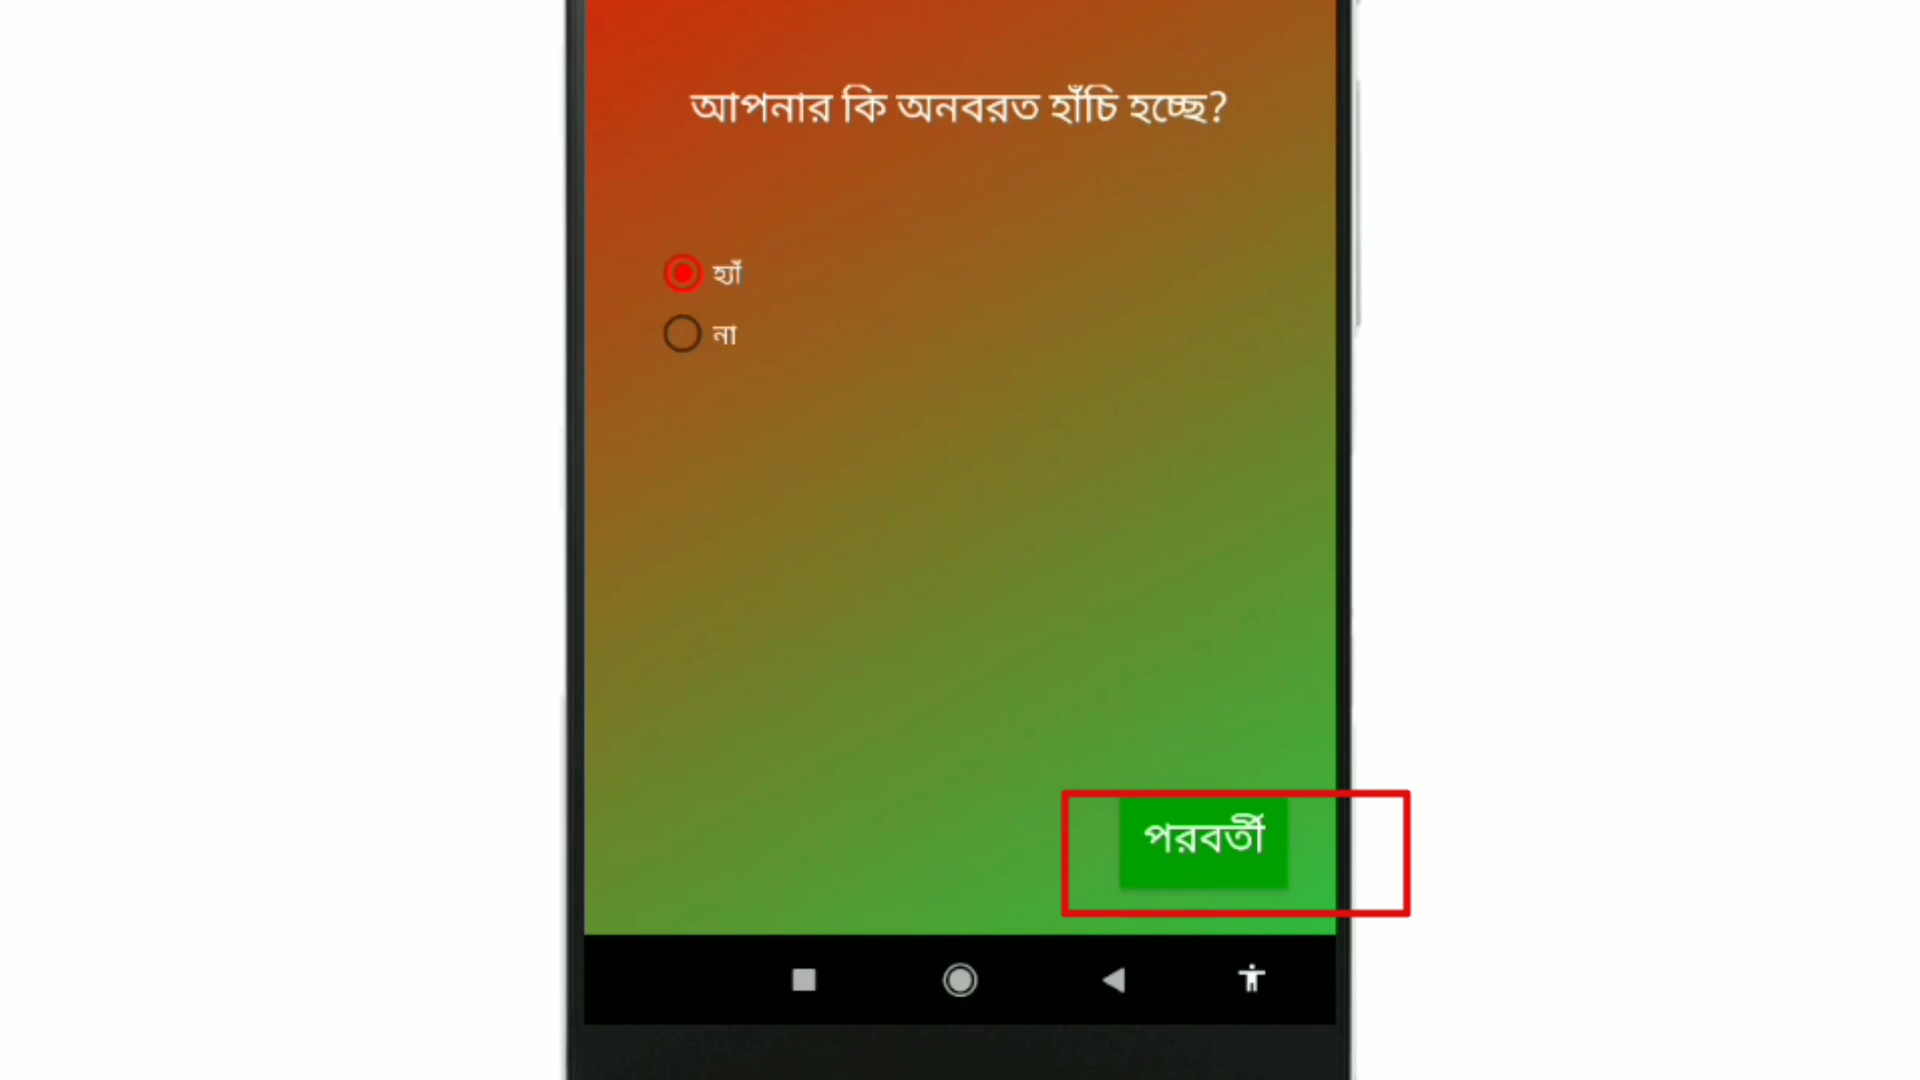 আপনার কি অনবরত হাঁচি হচ্ছে?
হ্যাঁ
না
পরবর্তী